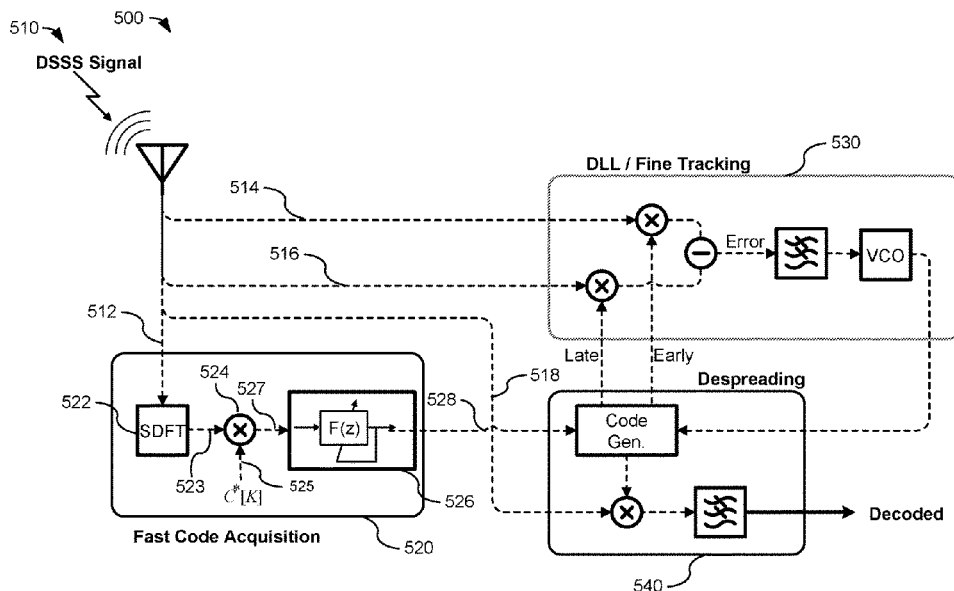 510
500
DSSS Signal
530
DLL / Fine Tracking
514
Error
VCO
516
512
Late
Early
518
Despreading
524
527
528
522
SDFT
F(z)
Code
Gen.
523
525
526
C*[K]
Decoded
Fast Code Acquisition
520
540